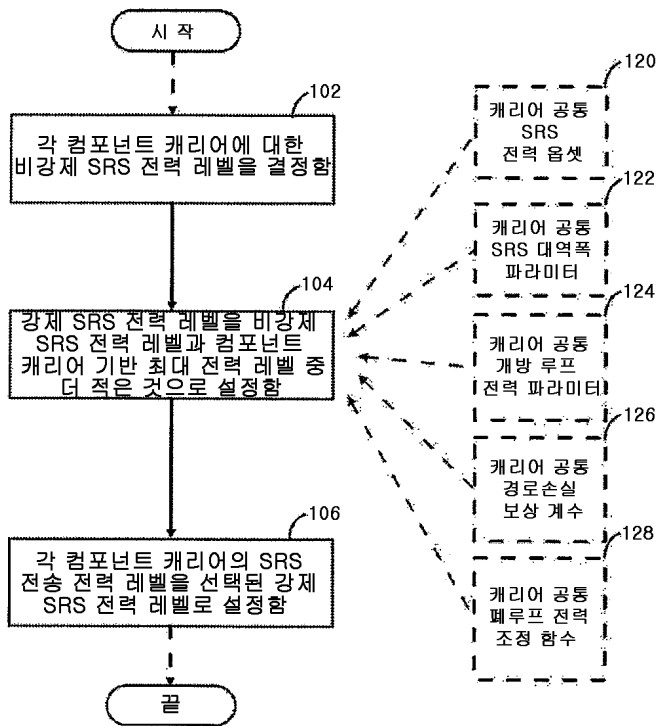 시 작
102
각 컴포넌트 캐리어에 대한
비강제 SRS 전력 레벨을 결정함
104
강제 SRS 전력 레벨을 비강제
SRS 전력 레벨과 컴포넌트
캐리어 기반 최대 전력 레벨 중
더 적은 것으로 설정함
106
각 컴포넌트 캐리어의 SRS
전송 전력 레벨을 선택된 강제
SRS 전력 레벨로 설정함
끝
120
캐리어 공통
SRS
전력 옵셋
122
캐리어 공통
SRS 대역폭
파라미터
124
캐리어 공통
개방 루프
전력 파라미터
126
캐리어 공통
경로손실
보상 계수
128
캐리어 공통
폐루프 전력
조정 함수